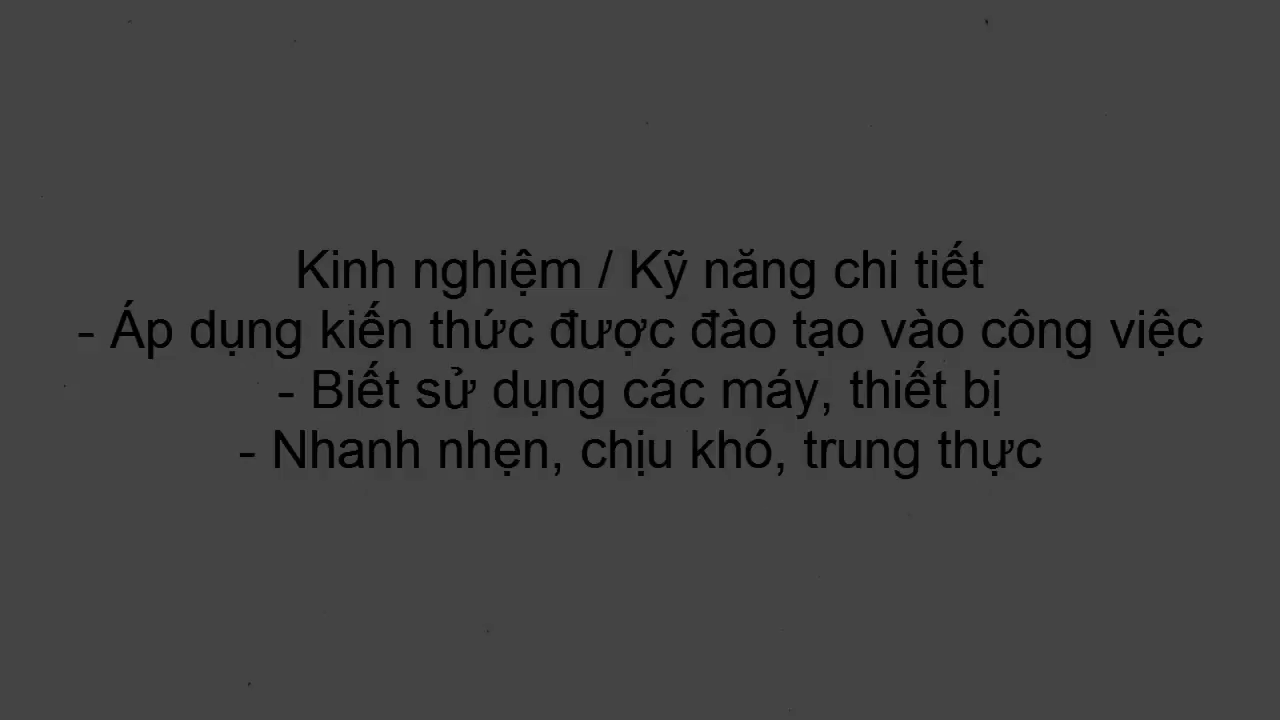 Kinh nghiệm / Kỹ năng chi tiết
- Áp dụng kiến thức được đào tạo vào công việc
- Biết sử dụng các máy, thiết bị
- Nhanh nhẹn, chịu khó, trung thực